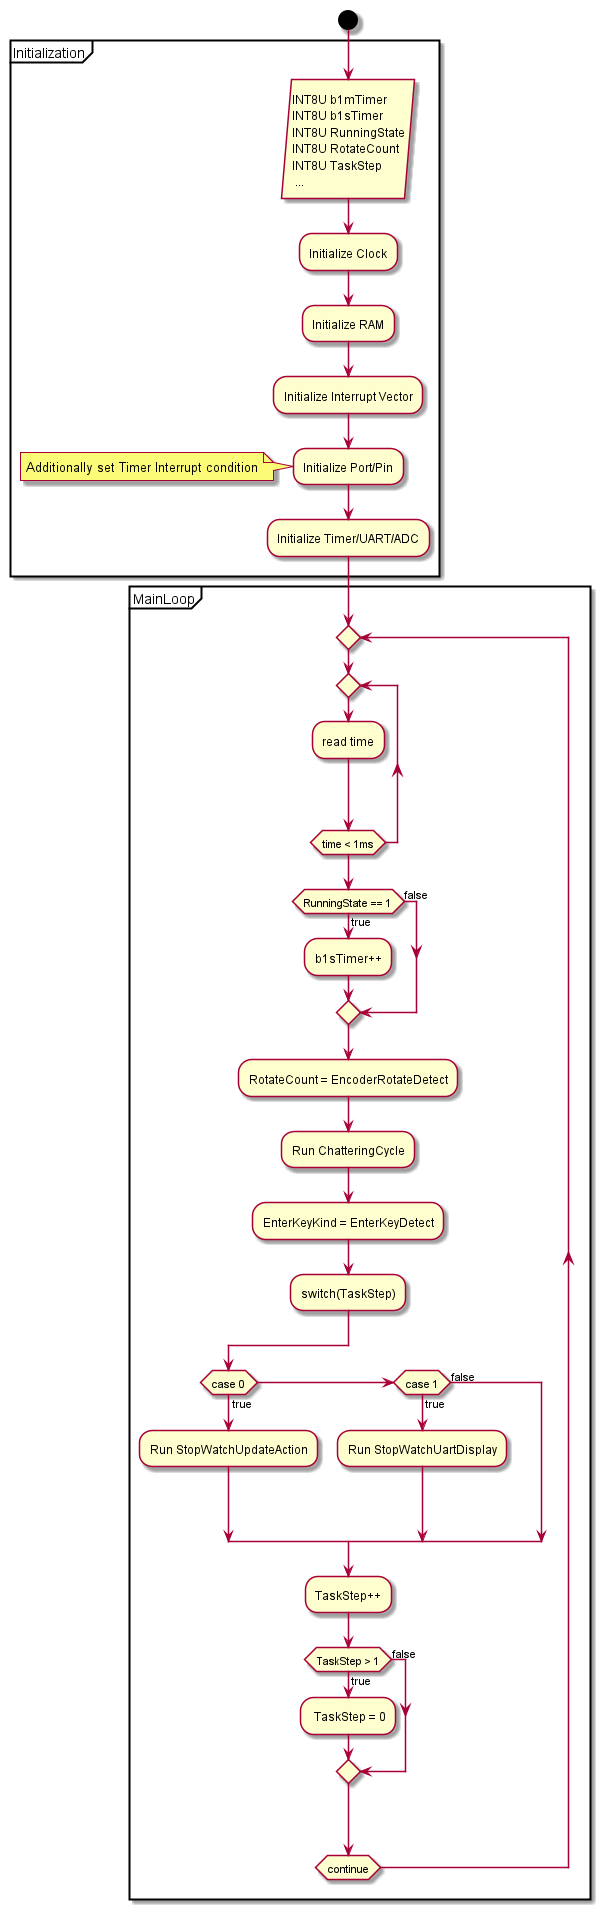 Initialization
INT8U b1mTimer
INT8U b1sTimer
INT8U RunningState
INT8U RotateCount
INT8U TaskStep
...
Initialize Clock
Initialize RAM
Initialize Interrupt Vector
Additionally set Timer Interrupt condition
Initialize Port/Pin
Initialize Timer/UART/ADC
MainLoop
read time
time < 1ms
RunningState == 1
false
true
b1sTimer++
RotateCount = EncoderRotateDetect
Run ChatteringCycle
EnterKeyKind = EnterKeyDetect
switch(TaskStep)
case 0
case 1
false
true
true
Run StopWatchUpdateAction
Run StopWatchUartDisplay
TaskStep++
TaskStep > 1
false
true
TaskStep = 0
continue